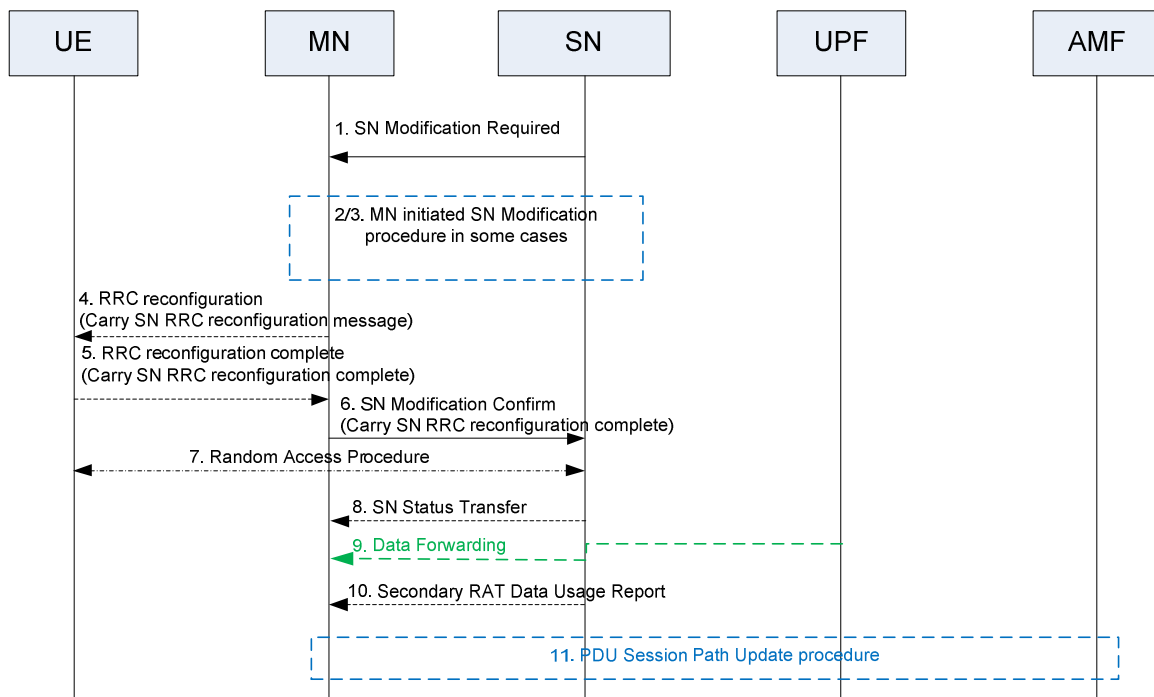 UE
MN
SN
UPF
AMF
1. SN Modification Required
2/3. MN initiated SN Modification
procedure in some cases
4. RRC reconfiguration
(Carry SN RRC reconfiguration message)
5. RRC reconfiguration complete
(Carry SN RRC reconfiguration complete)
6. SN Modification Confirm
(Carry SN RRC reconfiguration complete)
7. Random Access Procedure
8. SN Status Transfer
9. Data Forwarding
10. Secondary RAT Data Usage Report
11. PDU Session Path Update procedure